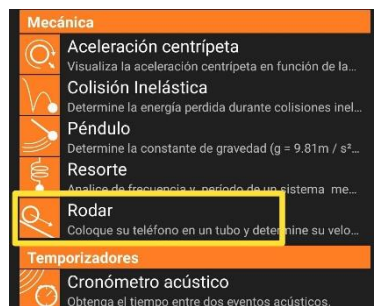 Mecánica
Aceleración centrípeta
Visualiza la aceleración centrípeta en función de la...
Colisión Inelástica
Determine la energía perdida durante colisiones inel...
Péndulo
Determine la constante de gravedad (g = 9.81m / s²...
Resorte
Analice de frecuencia y período de un sistema me...
Rodar
Coloque su teléfono en un tubo y determine su velo...
Temporizadores
Cronómetro acústico
Obtenga el tiempo entre dos eventos acústicos.